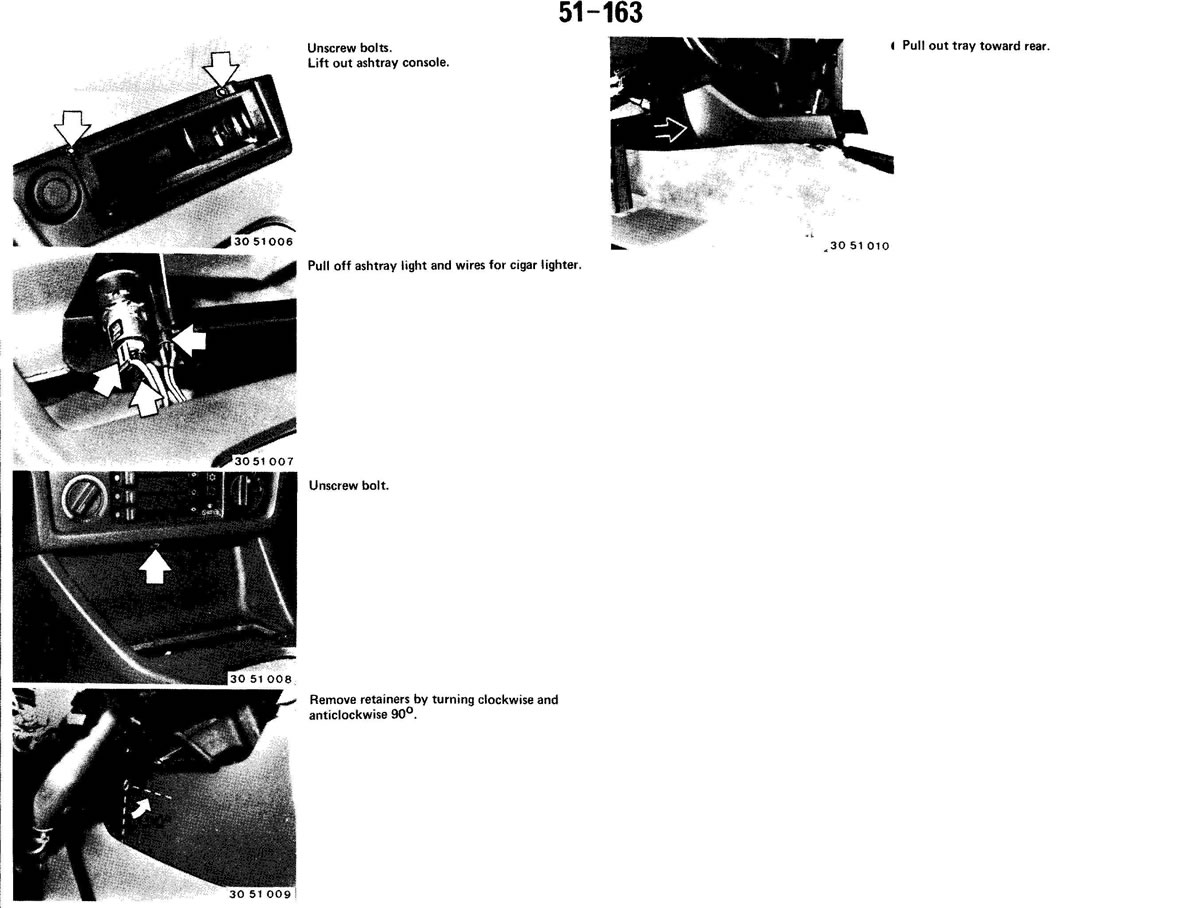 51-163
Unscrew bolts.
Lift out ashtray console.
30 51 006
Pull off ashtray light and wires for cigar lighter.
30 51 007
Unscrew bolt.
30 51 008
Remove retainers by turning clockwise and
anticlockwise 90°.
30 51 009
Pull out tray toward rear.
30 51 010